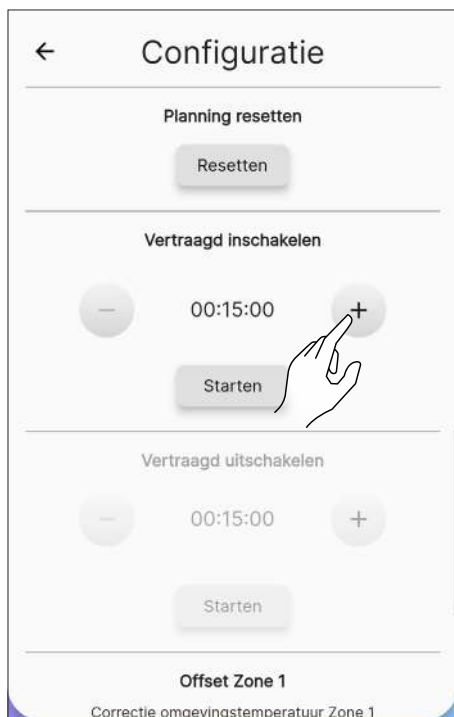 Configuratie
Planning resetten
Resetten
Vertraagd inschakelen
− 00:15:00 +
Starten
Vertraagd uitschakelen
− 00:15:00 +
Starten
Offset Zone 1
Correctie omgevingstemperatuur Zone 1